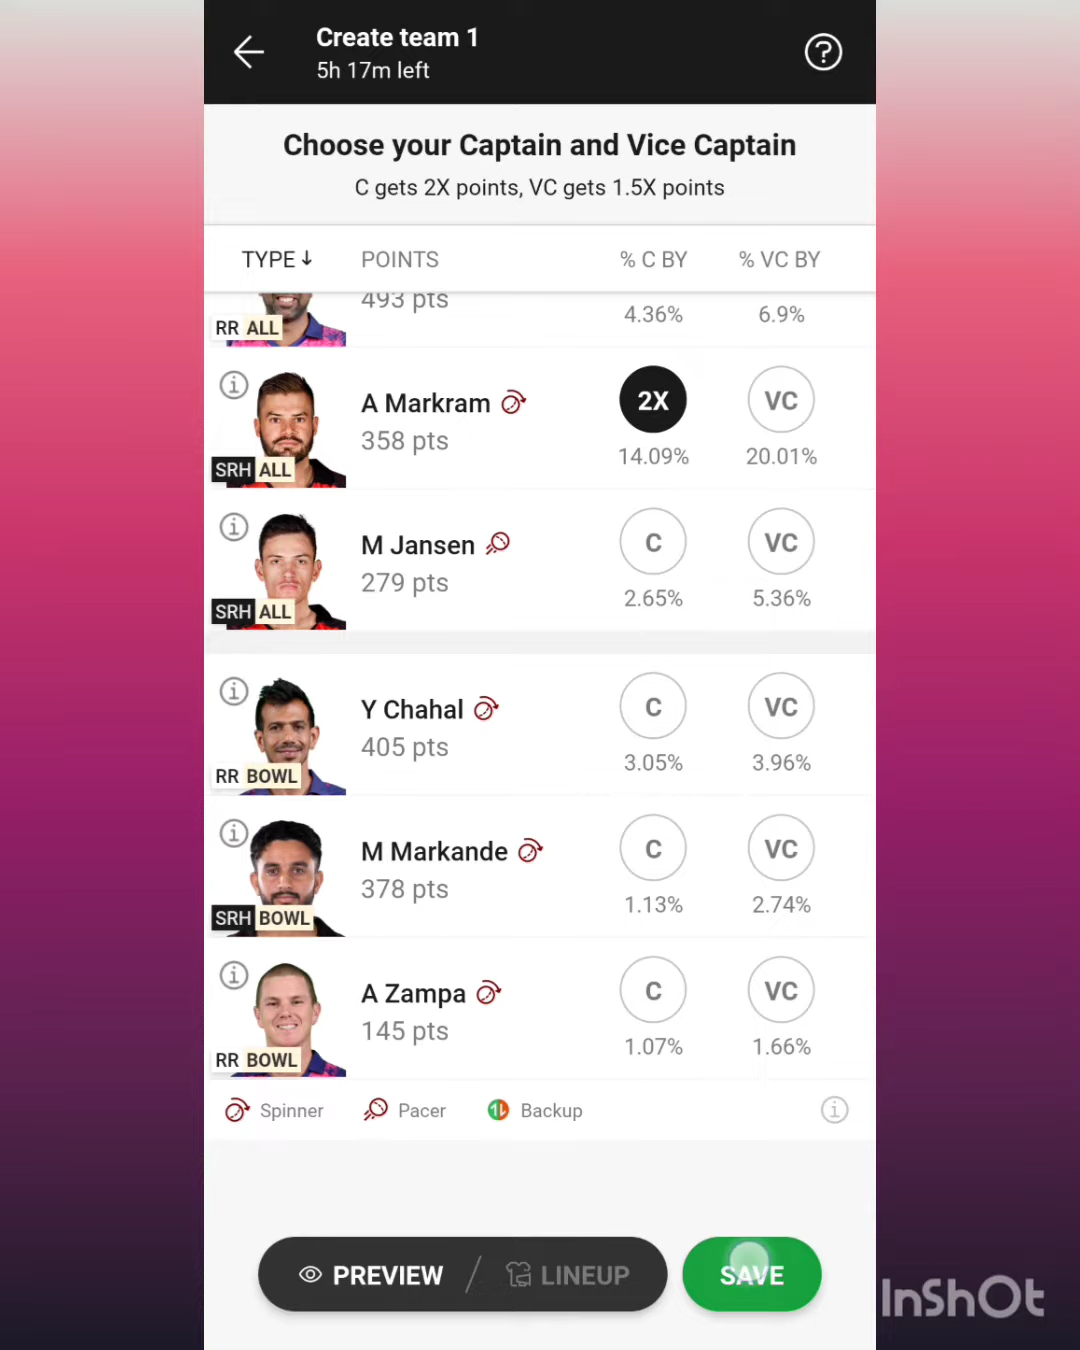 Create team 1
5h 17m left
Choose your Captain and Vice Captain
C gets 2X points, VC gets 1.5X points
TYPE↓ POINTS % C BY % VC BY
493 pts
4.36% 6.9%
RR ALL
A Markram 2X VC
358 pts
14.09% 20.01%
SRH ALL
M Jansen C VC
279 pts
2.65% 5.36%
SRH ALL
Y Chahal C VC
405 pts
3.05% 3.96%
RR BOWL
M Markande C VC
378 pts
1.13% 2.74%
SRH BOWL
A Zampa C VC
145 pts
1.07% 1.66%
RR BOWL
Spinner Pacer Backup
PREVIEW / LINEUP SAVE
InShOt